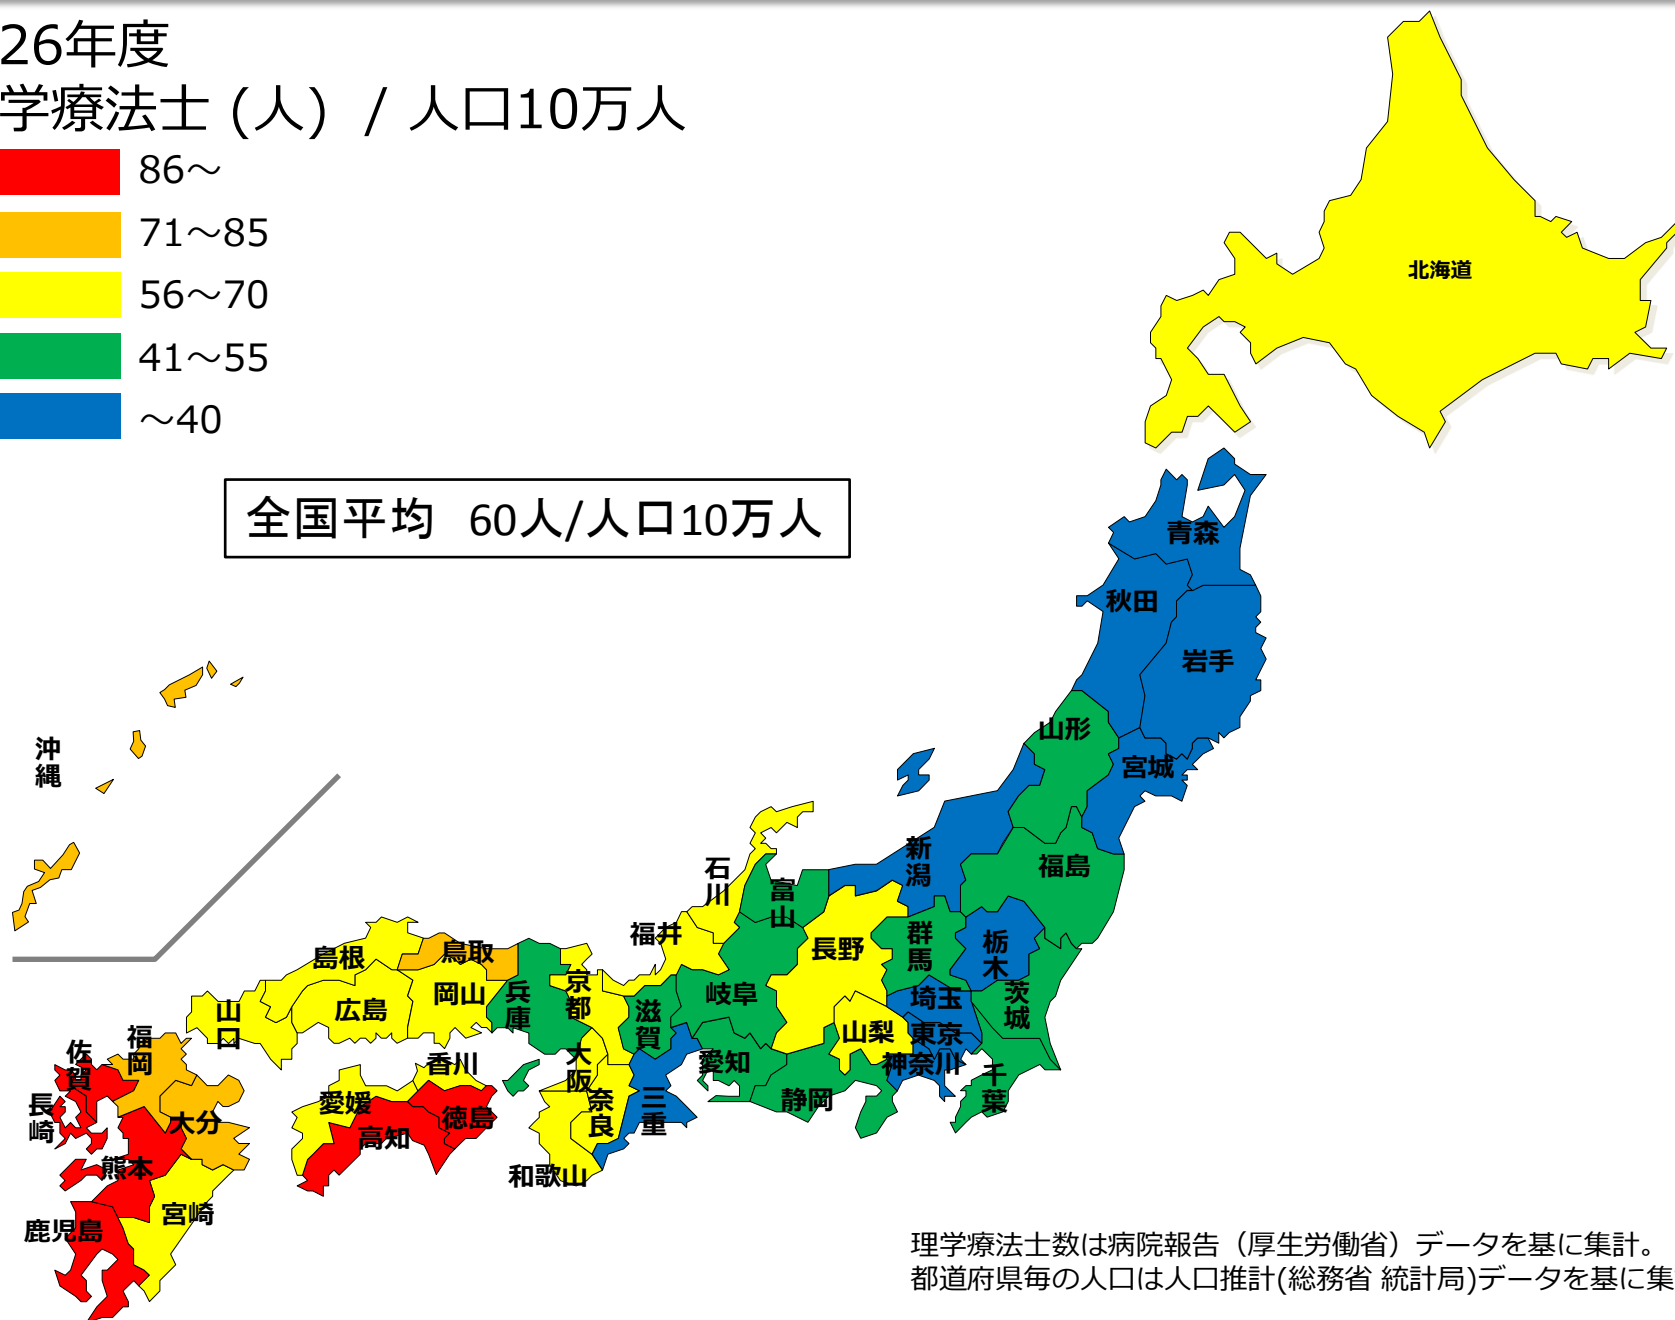 26年度
学療法士 (人) / 人口10万人
86～
71～85
56～70
41～55
～40
全国平均 60人/人口10万人
北海道
青森
秋田
岩手
山形
宮城
新潟
福島
石川
富山
福井
長野
群馬
栃木
茨城
埼玉
東京
神奈川
千葉
山梨
岐阜
愛知
静岡
三重
滋賀
京都
大阪
奈良
和歌山
兵庫
鳥取
島根
岡山
広島
山口
香川
徳島
愛媛
高知
福岡
佐賀
長崎
大分
熊本
宮崎
鹿児島
沖縄
理学療法士数は病院報告（厚生労働省）データを基に集計。
都道府県毎の人口は人口推計(総務省 統計局)データを基に集